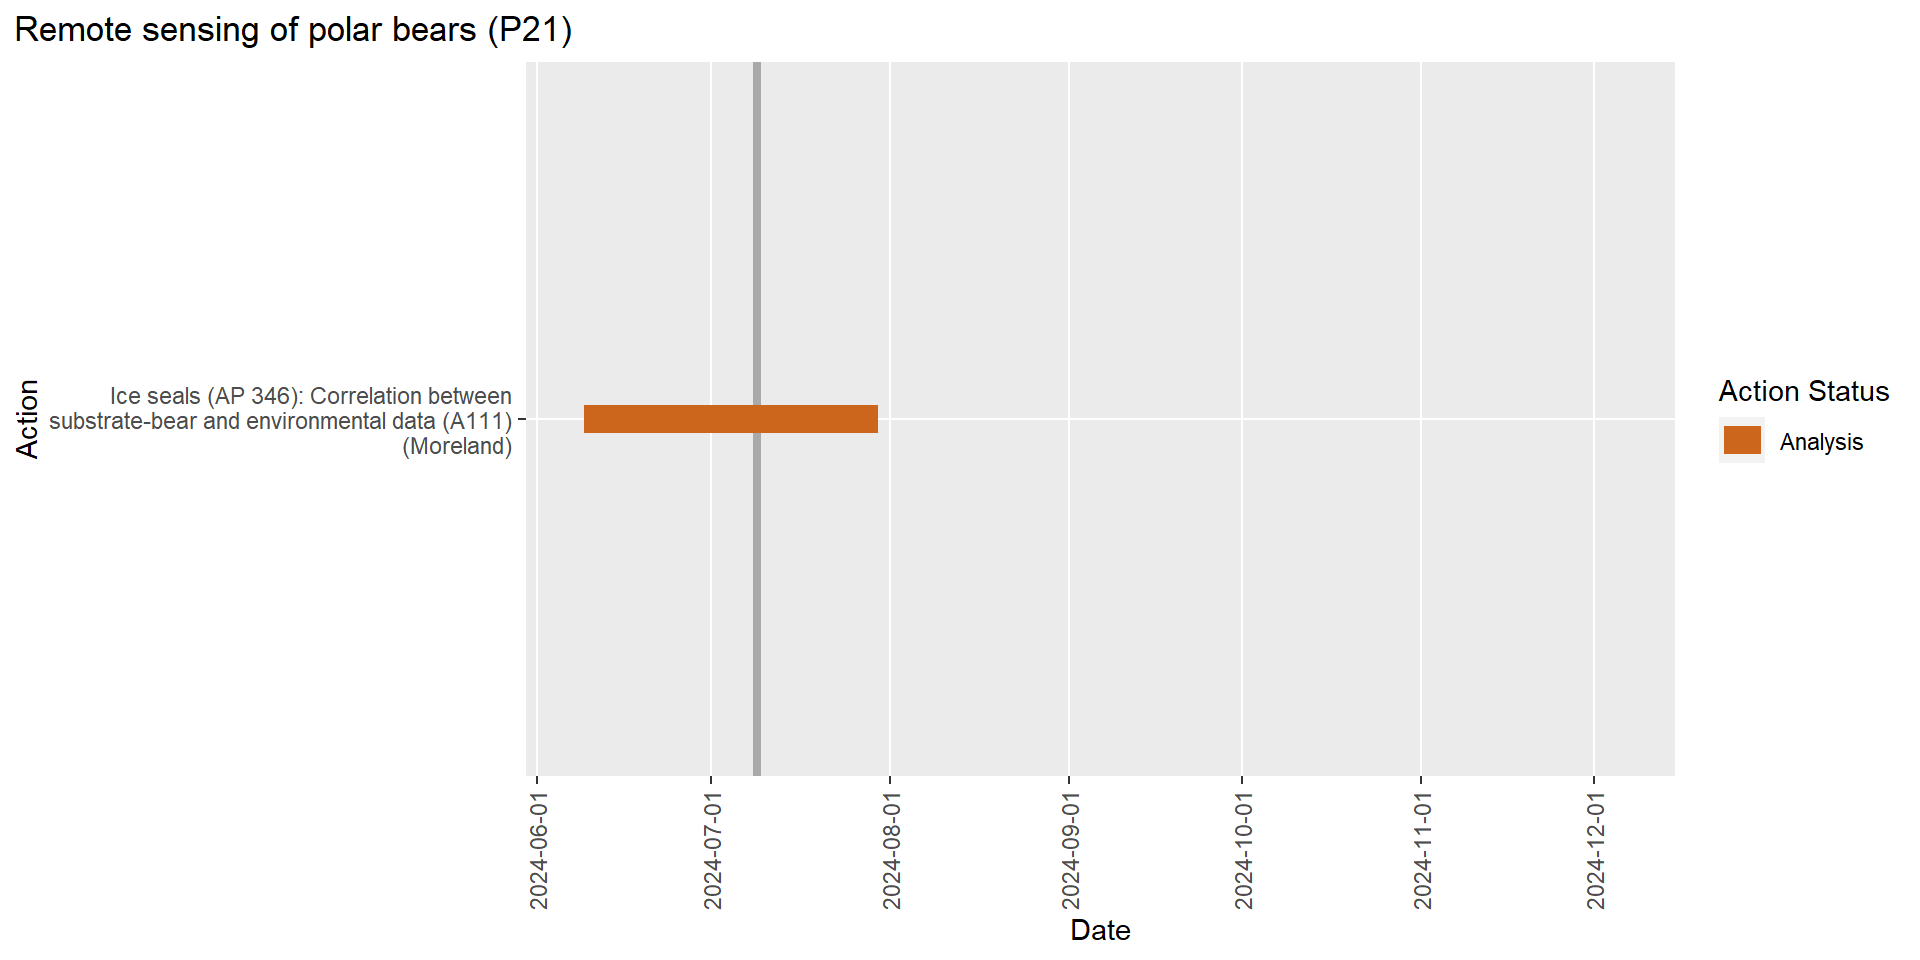 Remote sensing of polar bears (P21)
Action
Ice seals (AP 346): Correlation between
substrate-bear and environmental data (A111)
(Moreland)
Action Status
Analysis
2024-06-01
2024-07-01
2024-08-01
2024-09-01
2024-10-01
2024-11-01
2024-12-01
Date